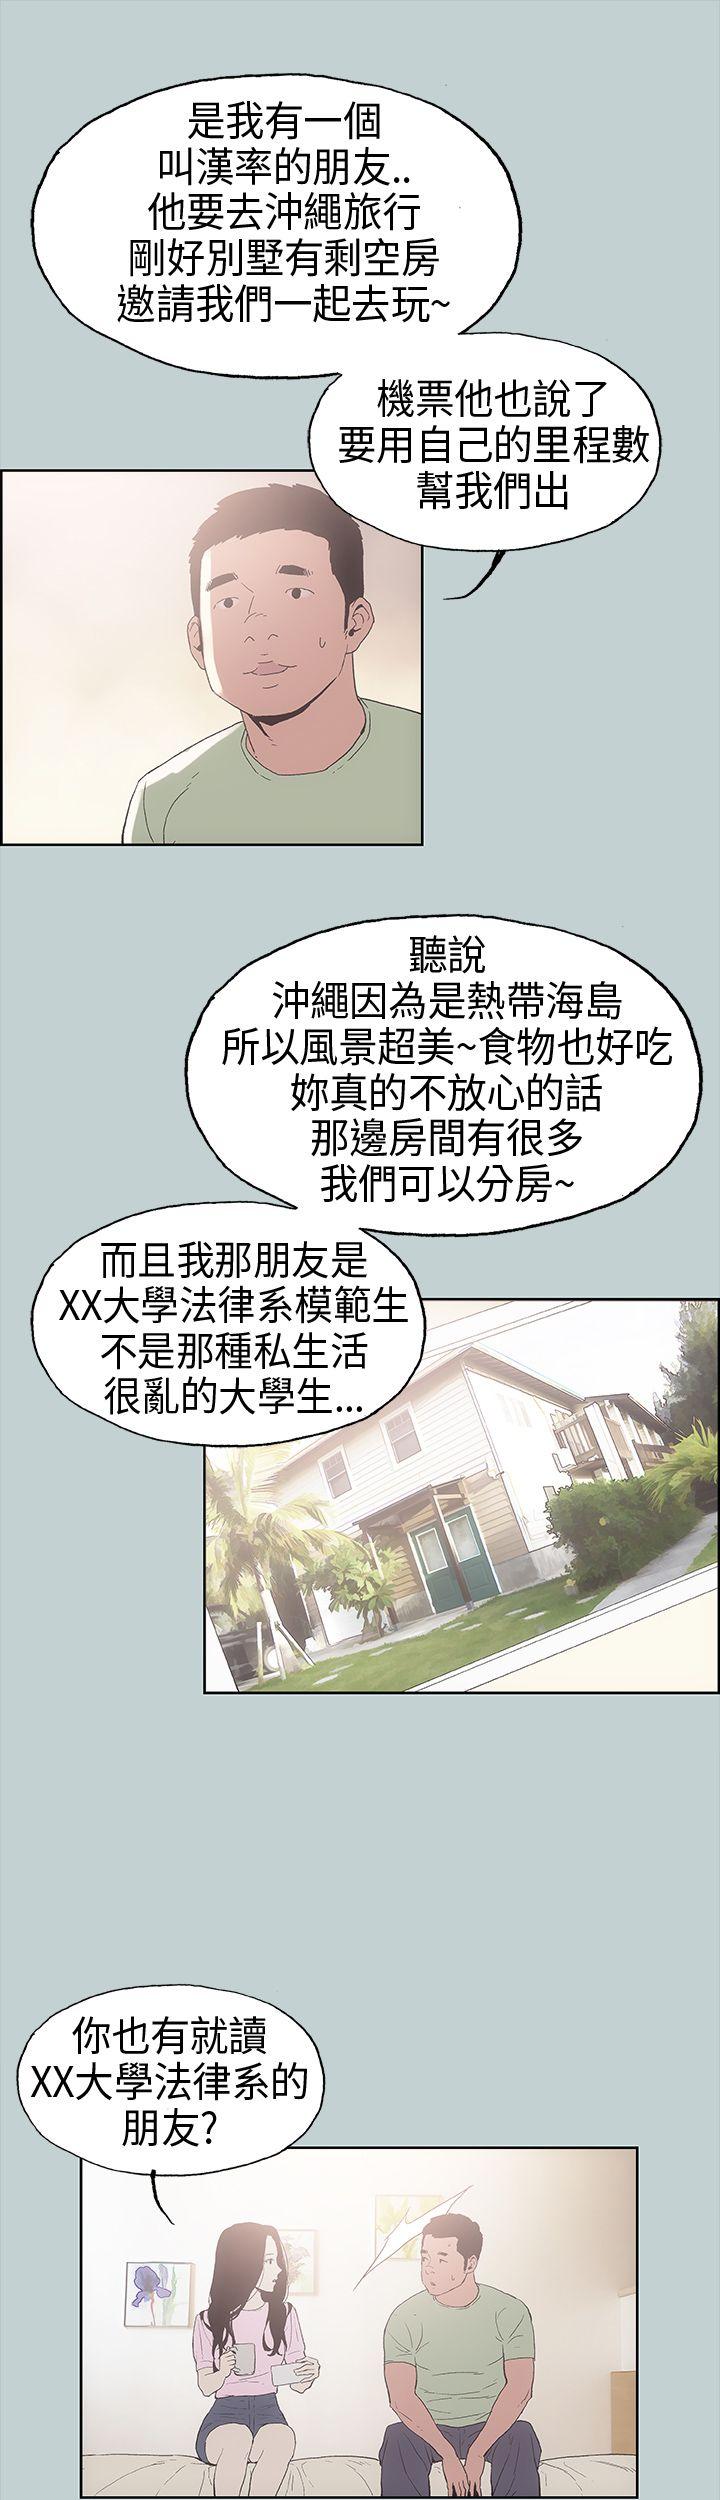 是我有一個
叫漢率的朋友..
他要去沖繩旅行
剛好別墅有剩空房
邀請我們一起去玩~
機票他也說了
要用自己的里程數
幫我們出
聽說
沖繩因為是熱帶海島
所以風景超美~食物也好吃
妳真的不放心的話
那邊房間有很多
我們可以分房~
而且我那朋友是
XX大學法律系模範生
不是那種私生活
很亂的大學生...
你也有就讀
XX大學法律系的
朋友?